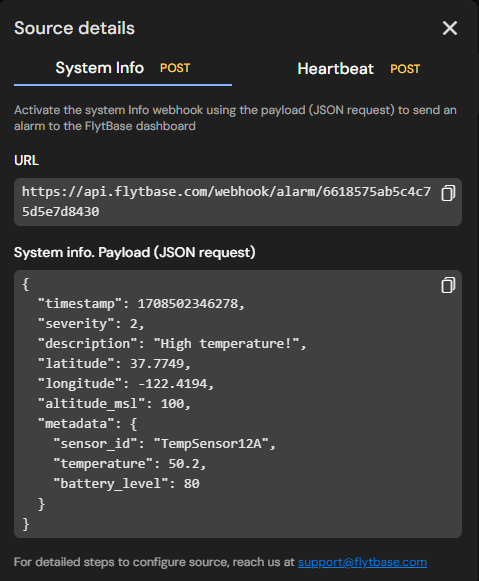 Source details
System Info POST Heartbeat POST
Activate the system Info webhook using the payload (JSON request) to send an
alarm to the FlytBase dashboard
URL
https://api.flytbase.com/webhook/alarm/6618575ab5c4c7
5d5e7d8430
System info. Payload (JSON request)
{
  "timestamp": 1708502346278,
  "severity": 2,
  "description": "High temperature!",
  "latitude": 37.7749,
  "longitude": -122.4194,
  "altitude_msl": 100,
  "metadata": {
    "sensor_id": "TempSensor12A",
    "temperature": 50.2,
    "battery_level": 80
  }
}
For detailed steps to configure source, reach us at support@flytbase.com